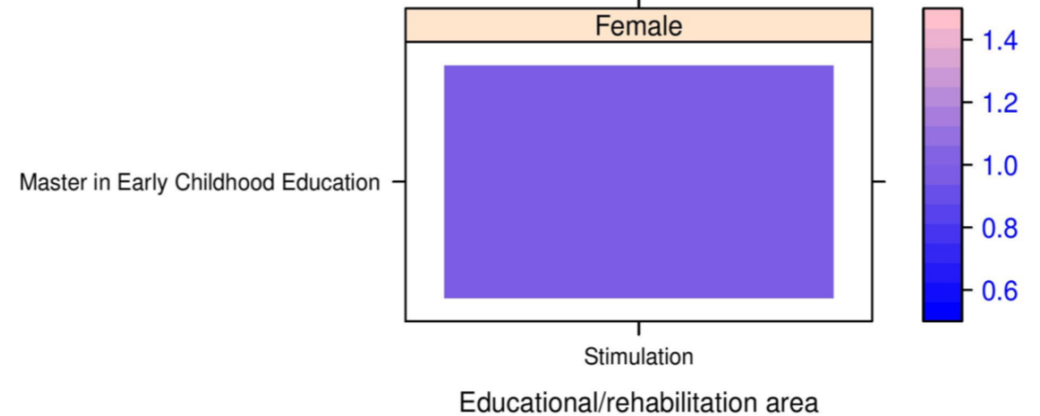 Female
1.4
1.2
Master in Early Childhood Education
1.0
0.8
0.6
Stimulation
Educational/rehabilitation area